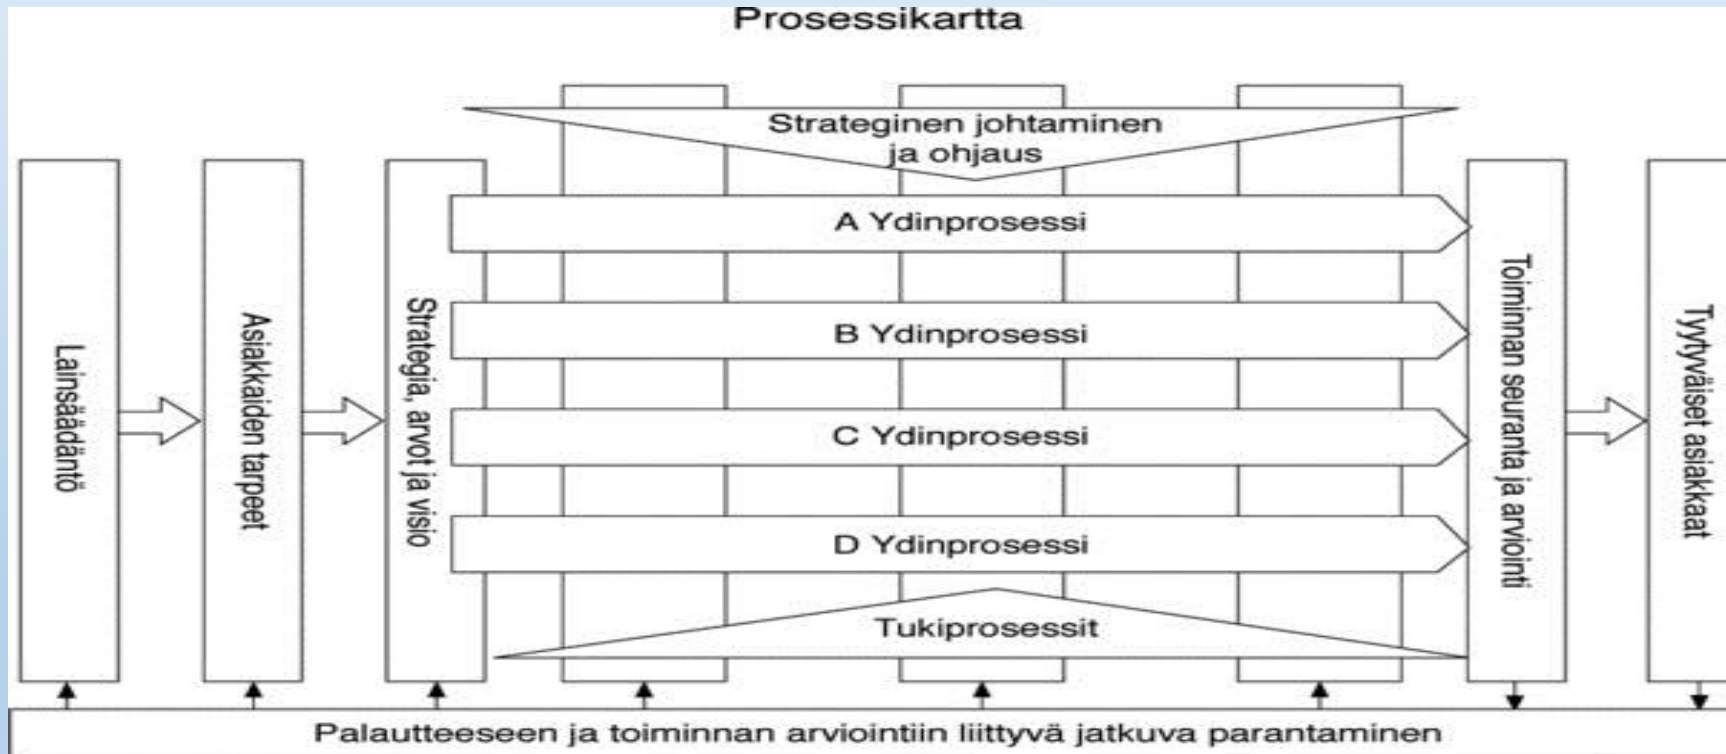 Prosessikartta
Strateginen johtaminen
ja ohjaus
Lainsäädäntö
Asiakkaiden tarpeet
Strategia, arvot ja visio
A Ydinprosessi
B Ydinprosessi
C Ydinprosessi
D Ydinprosessi
Tukiprosessit
Toiminnan seuranta ja arviointi
Tyytyväiset asiakkaat
Palautteeseen ja toiminnan arviointiin liittyvä jatkuva parantaminen